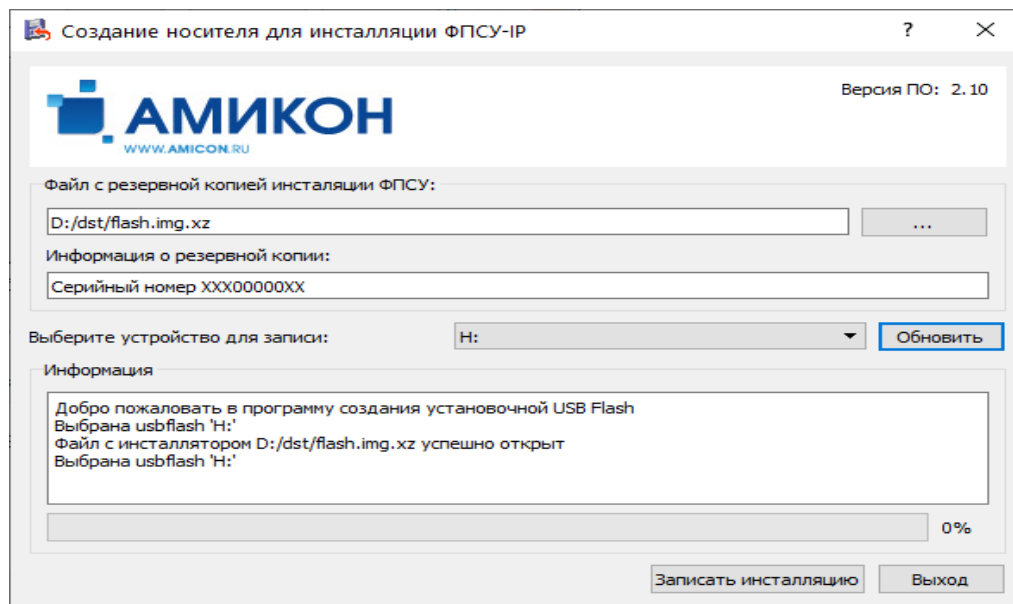 Создание носителя для инсталляции ФПСУ-IP
?
АМИКОН
WWW.AMICON.RU
Версия ПО: 2.10
Файл с резервной копией инсталяции ФПСУ:
D:/dst/flash.img.xz
...
Информация о резервной копии:
Серийный номер XXX00000XX
Выберите устройство для записи:
H:
Обновить
Информация
Добро пожаловать в программу создания установочной USB Flash
Выбрана usbflash 'H:'
Файл с инсталлятором D:/dst/flash.img.xz успешно открыт
Выбрана usbflash 'H:'
0%
Записать инсталляцию
Выход